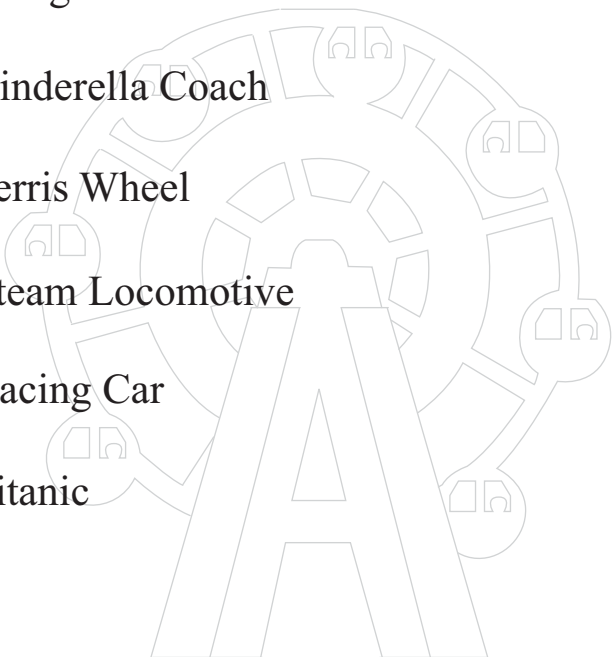 inderella Coach
erris Wheel
team Locomotive
acing Car
itanic